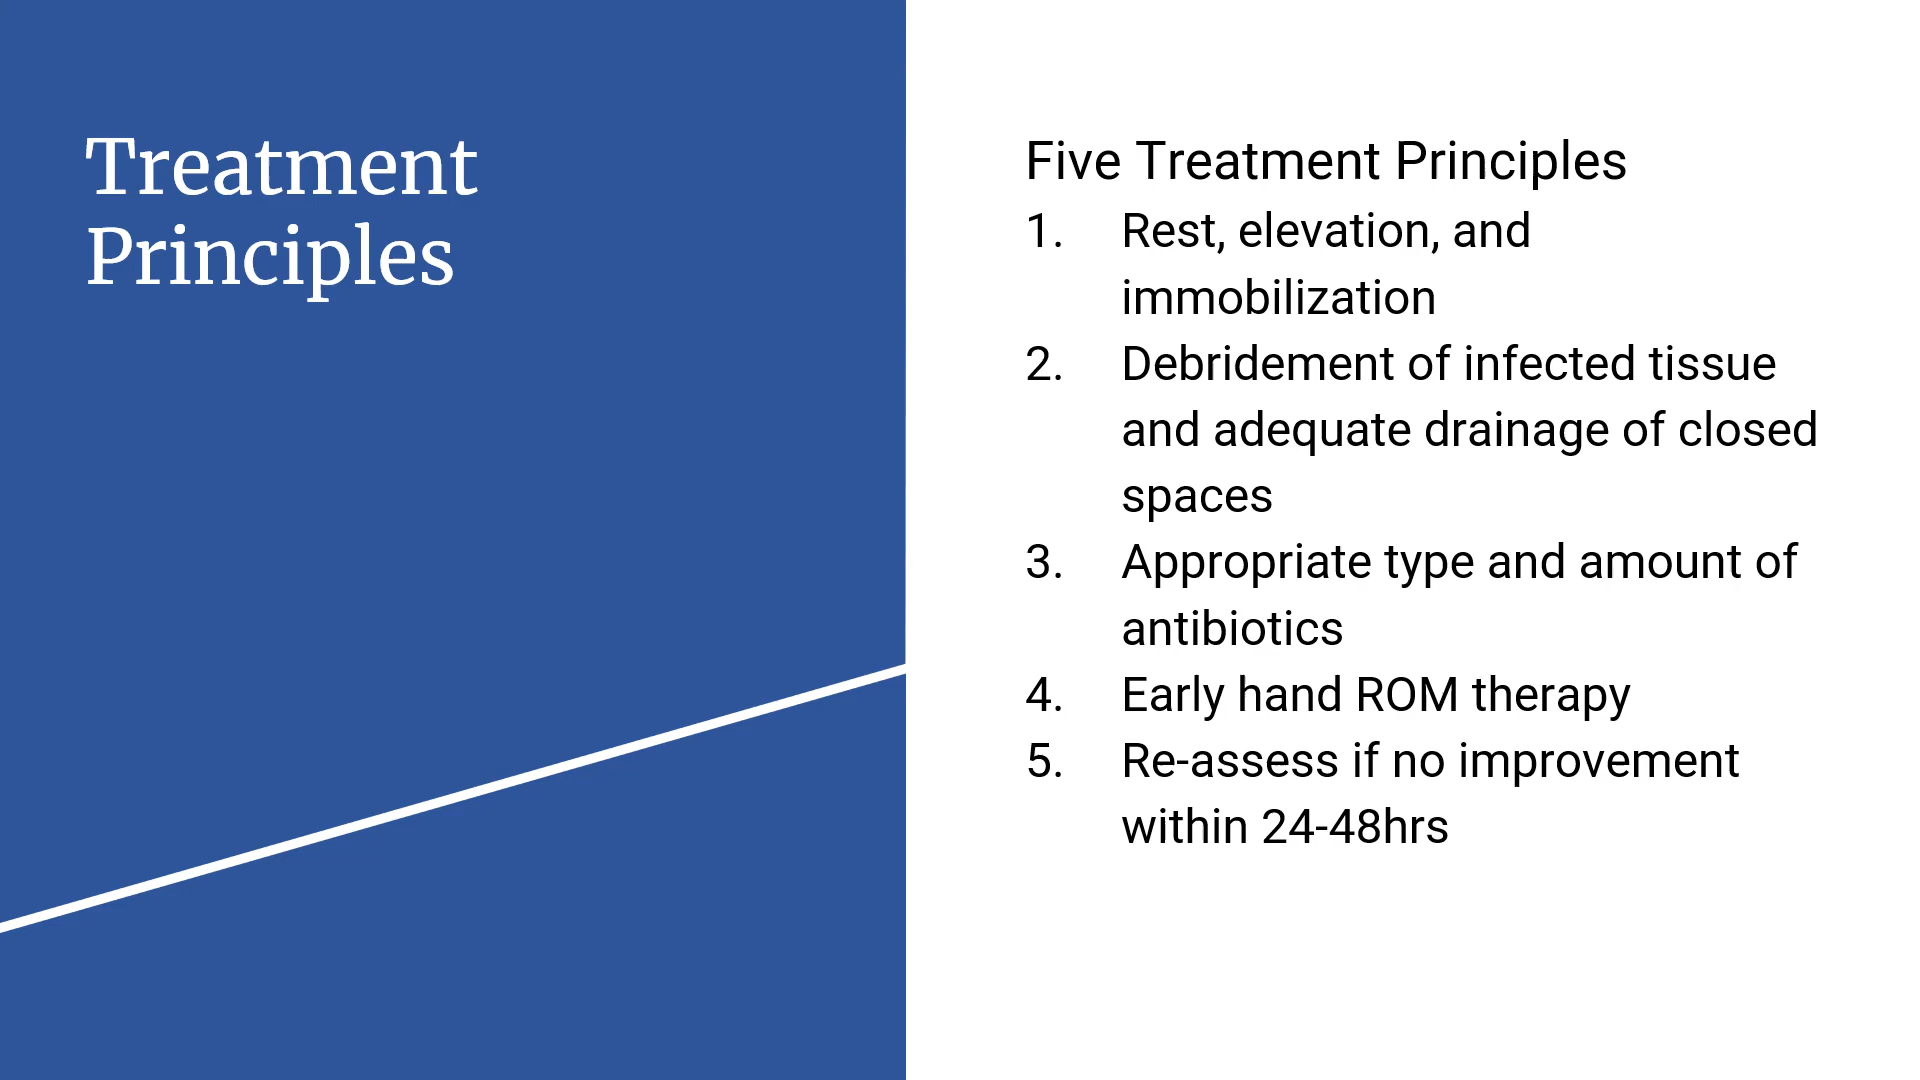 Treatment
Principles
Five Treatment Principles
1. Rest, elevation, and
immobilization
2. Debridement of infected tissue
and adequate drainage of closed
spaces
3. Appropriate type and amount of
antibiotics
4. Early hand ROM therapy
5. Re-assess if no improvement
within 24-48hrs